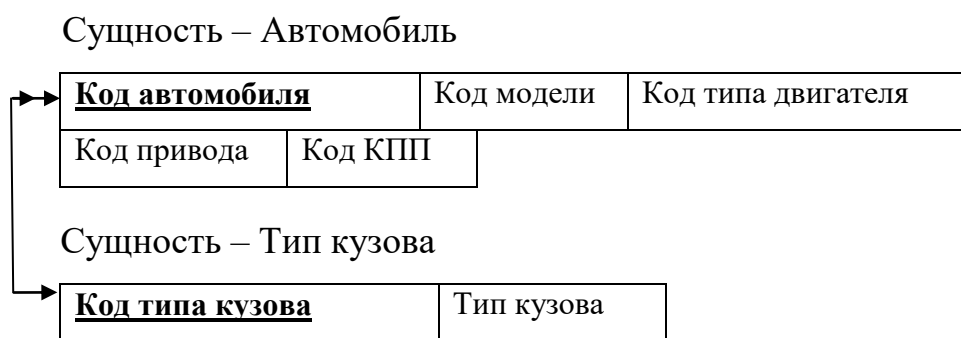 Сущность – Автомобиль
Код автомобиля Код модели Код типа двигателя
Код привода Код КПП
Сущность – Тип кузова
Код типа кузова Тип кузова